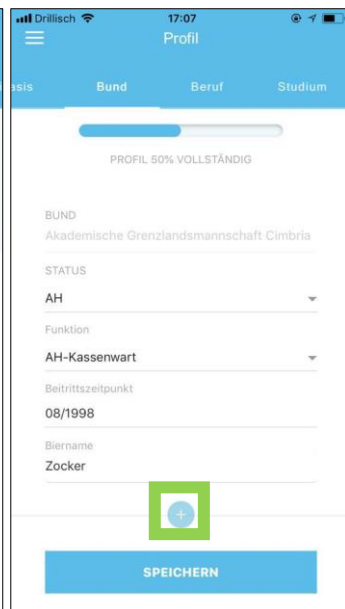 Drillisch 17:07
Profil
asis Bund Beruf Studium
PROFIL 50% VOLLSTÄNDIG
BUND
Akademische Grenzlandsmannschaft Cimbria
STATUS
AH
Funktion
AH-Kassenwart
Beitrittszeitpunkt
08/1998
Biername
Zocker
+
SPEICHERN